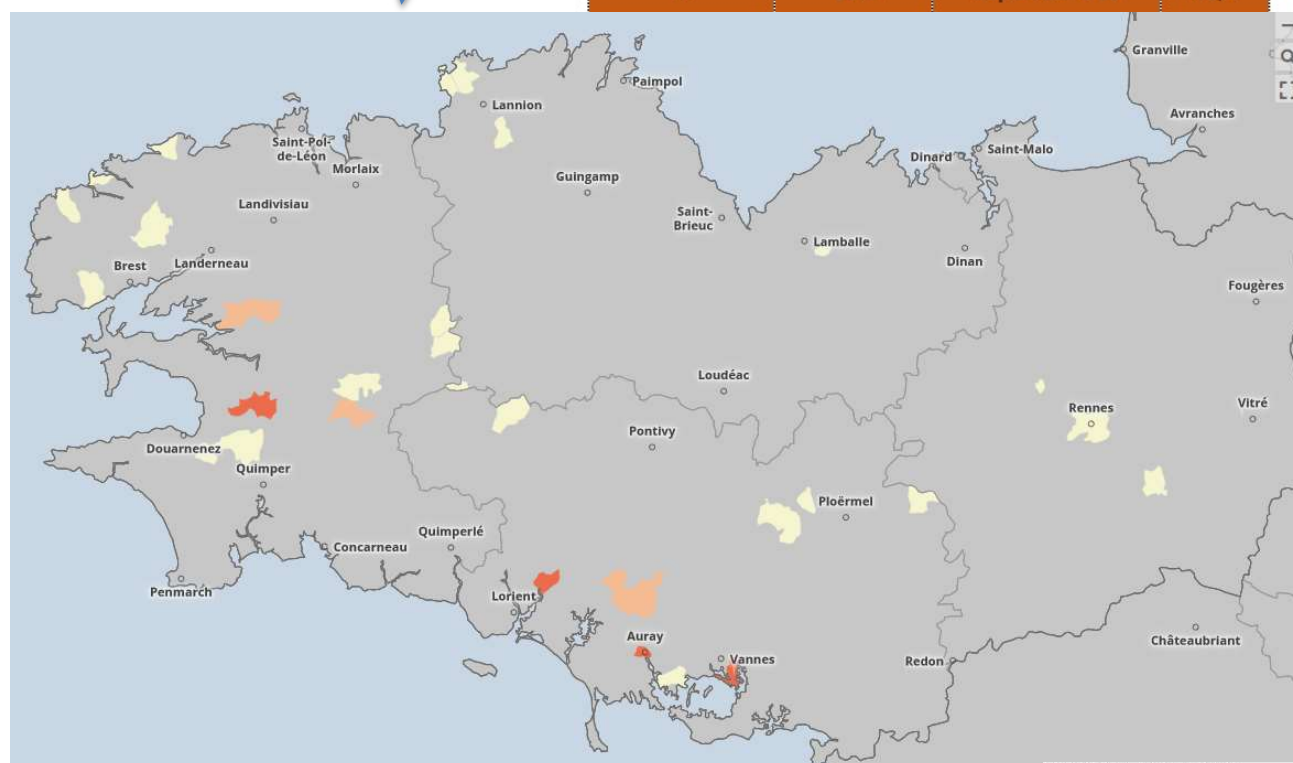 Granville
Paimpol
Lannion
Avranches
Saint-Pol-
de-Léon
Saint-Malo
Dinard
Morlaix
Guingamp
Landivisiau
Saint-
Brieuc
Lamballe
Dinan
Brest
Landerneau
Fougères
Loudéac
Rennes
Vitré
Pontivy
Douarnenez
Quimper
Ploërmel
Quimperlé
Concarneau
Penmarch
Lorient
Auray
Vannes
Redon
Châteaubriant